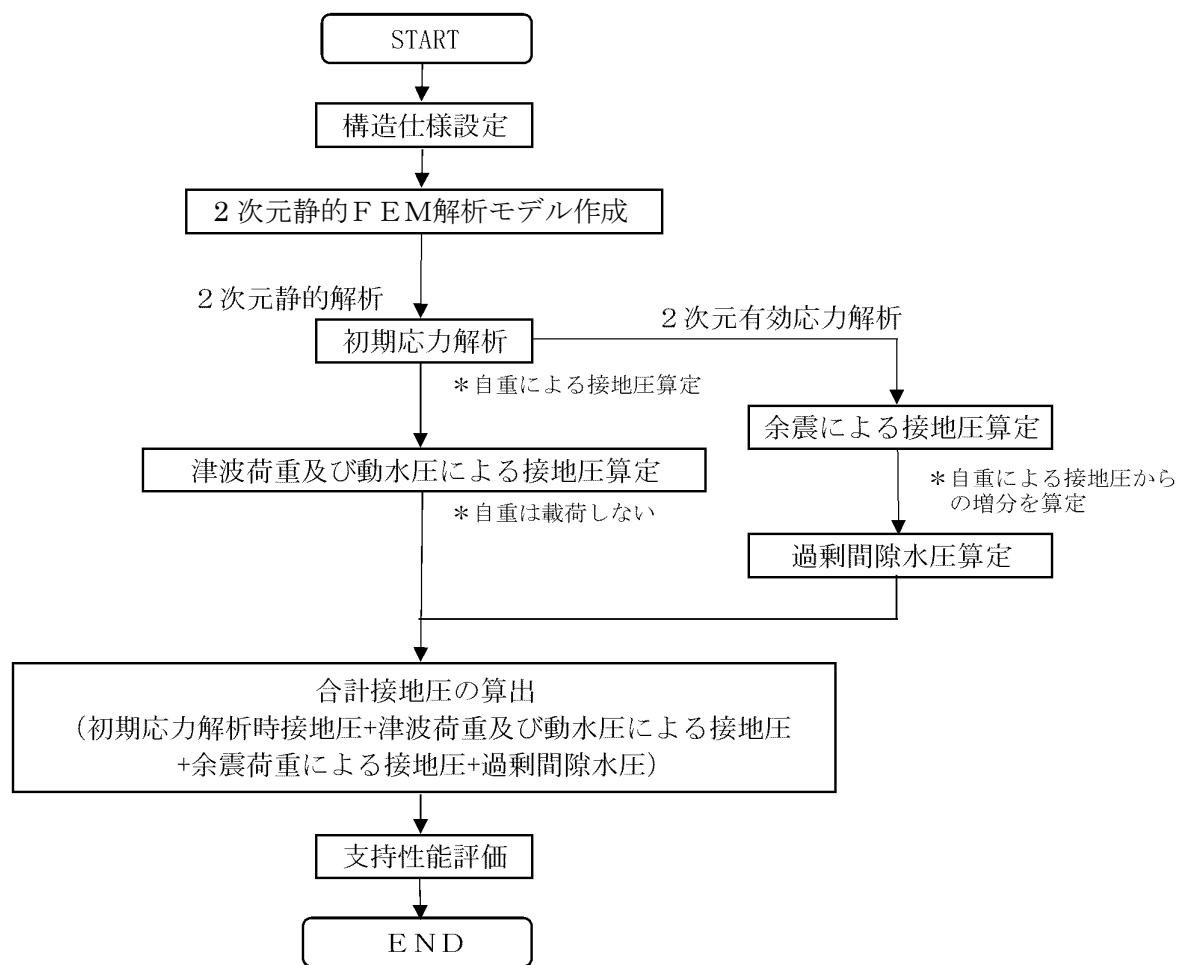 START
構造仕様設定
2次元静的FEM解析モデル作成
2次元静的解析
2次元有効応力解析
初期応力解析
*自重による接地圧算定
余震による接地圧算定
津波荷重及び動水圧による接地圧算定
*自重による接地圧から
の増分を算定
*自重は載荷しない
過剰間隙水圧算定
合計接地圧の算出
(初期応力解析時接地圧+津波荷重及び動水圧による接地圧
+余震荷重による接地圧+過剰間隙水圧)
支持性能評価
END